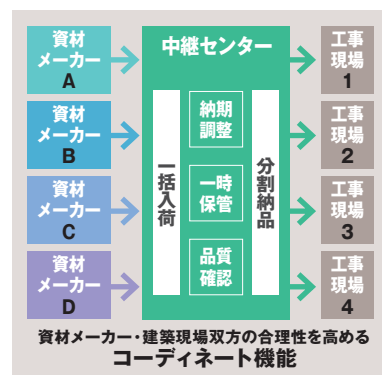 資材
メーカー
A
資材
メーカー
B
資材
メーカー
C
資材
メーカー
D
中継センター
一括入荷
納期
調整
一時
保管
品質
確認
分割納品
工事
現場
1
工事
現場
2
工事
現場
3
工事
現場
4
資材メーカー・建築現場双方の合理性を高める
コーディネート機能